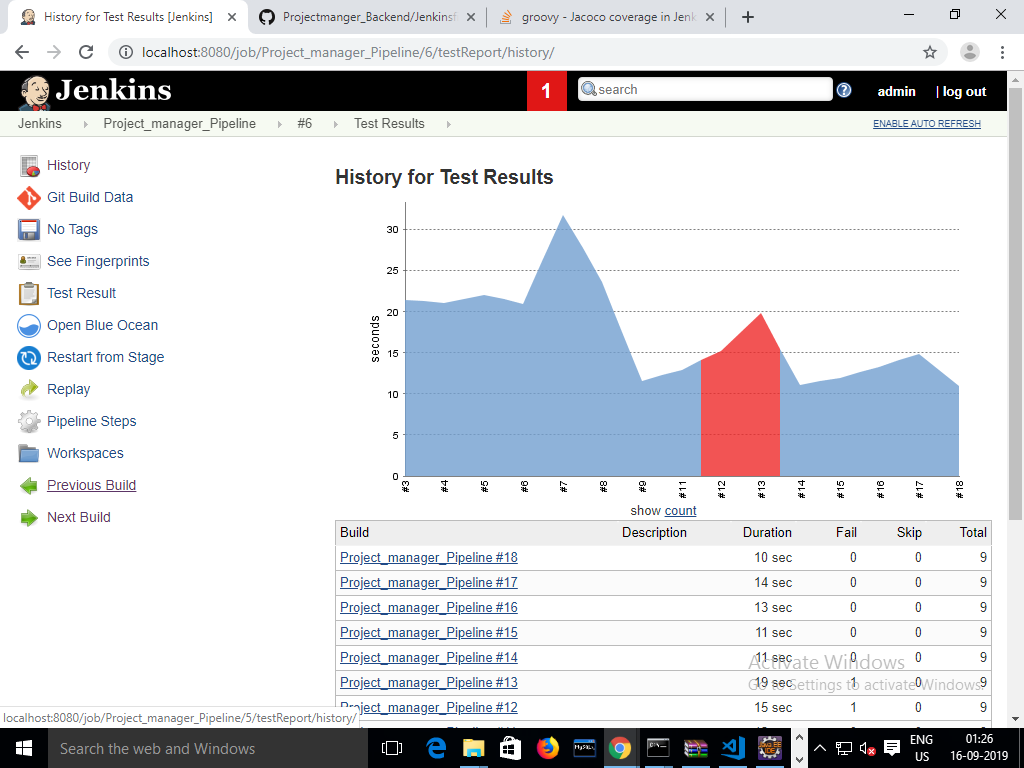 History for Test Results [Jenkins]
Projectmanger_Backend/Jenkinsf
groovy - Jacoco coverage in Jenk
localhost:8080/job/Project_manager_Pipeline/6/testReport/history/
Jenkins
1
search
?
admin
| log out
Jenkins
Project_manager_Pipeline
#6
Test Results
ENABLE AUTO REFRESH
History
Git Build Data
No Tags
See Fingerprints
Test Result
Open Blue Ocean
Restart from Stage
Replay
Pipeline Steps
Workspaces
Previous Build
Next Build
History for Test Results
seconds
30
25
20
15
10
5
0
#3 #4 #5 #6 #7 #8 #9 #11 #12 #13 #14 #15 #16 #17 #18
show count
Build Description Duration Fail Skip Total
Project_manager_Pipeline #18 10 sec 0 0 9
Project_manager_Pipeline #17 14 sec 0 0 9
Project_manager_Pipeline #16 13 sec 0 0 9
Project_manager_Pipeline #15 11 sec 0 0 9
Project_manager_Pipeline #14 11 sec 0 0 9
Project_manager_Pipeline #13 19 sec 1 0 9
Project_manager_Pipeline #12 15 sec 1 0 9
Activate Windows
Go to Settings to activate Windows.
localhost:8080/job/Project_manager_Pipeline/5/testReport/history/
Search the web and Windows
MySQL
ENG
US
01:26
16-09-2019